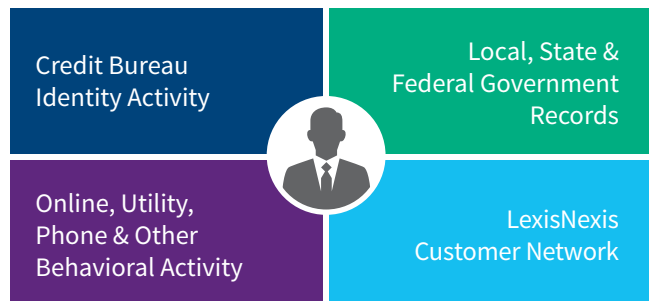 Credit Bureau
Identity Activity
Local, State &
Federal Government
Records
Online, Utility,
Phone & Other
Behavioral Activity
LexisNexis
Customer Network